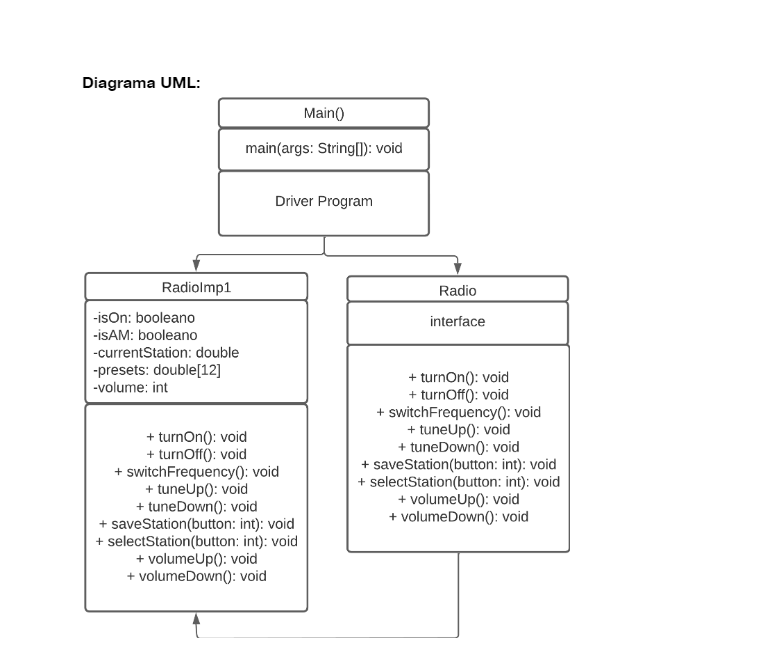 Diagrama UML:
Main()
main(args: String[]): void
Driver Program
RadioImp1
-isOn: booleano
-isAM: booleano
-currentStation: double
-presets: double[12]
-volume: int
+ turnOn(): void
+ turnOff(): void
+ switchFrequency(): void
+ tuneUp(): void
+ tuneDown(): void
+ saveStation(button: int): void
+ selectStation(button: int): void
+ volumeUp(): void
+ volumeDown(): void
Radio
interface
+ turnOn(): void
+ turnOff(): void
+ switchFrequency(): void
+ tuneUp(): void
+ tuneDown(): void
+ saveStation(button: int): void
+ selectStation(button: int): void
+ volumeUp(): void
+ volumeDown(): void